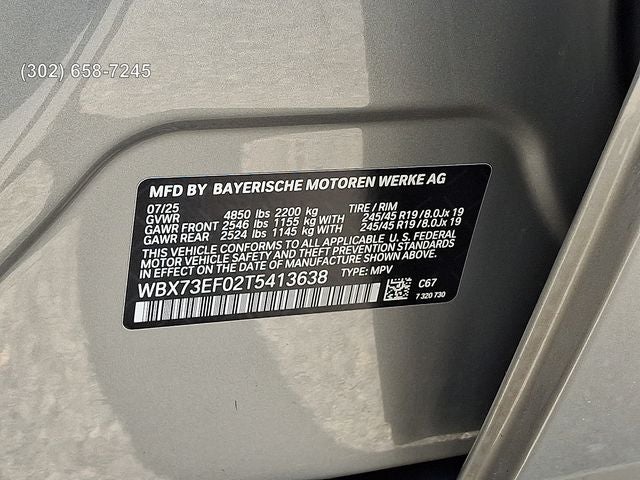 (302) 658-7245
MFD BY BAYERISCHE MOTOREN WERKE AG
07/25
GVWR 4850 lbs 2200 kg TIRE / RIM
GAWR FRONT 2546 lbs 1155 kg WITH 245/45 R19/8.0Jx 19
GAWR REAR 2524 lbs 1145 kg WITH 245/45 R19/8.0Jx 19
THIS VEHICLE CONFORMS TO ALL APPLICABLE U.S. FEDERAL
MOTOR VEHICLE SAFETY AND THEFT PREVENTION STANDARDS
IN EFFECT ON THE DATE OF MANUFACTURE SHOWN ABOVE.
WBX73EF02T5413638 TYPE: MPV
C67
7 320 730